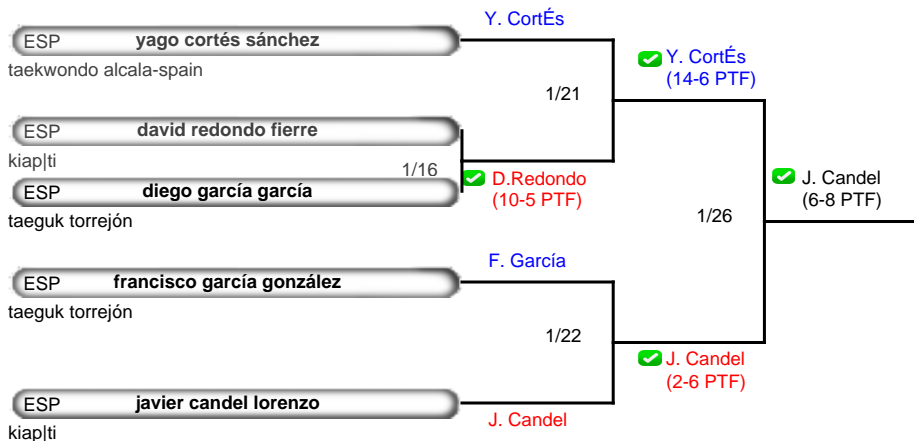 Y. CortÉs
ESP yago cortés sánchez
taekwondo alcala-spain
Y. CortÉs
(14-6 PTF)
1/21
ESP david redondo fierre
kiap|ti
1/16
D.Redondo
(10-5 PTF)
ESP diego garcía garcía
taeguk torrejón
J. Candel
(6-8 PTF)
1/26
F. García
ESP francisco garcía gonzález
taeguk torrejón
1/22
J. Candel
(2-6 PTF)
ESP javier candel lorenzo
J. Candel
kiap|ti